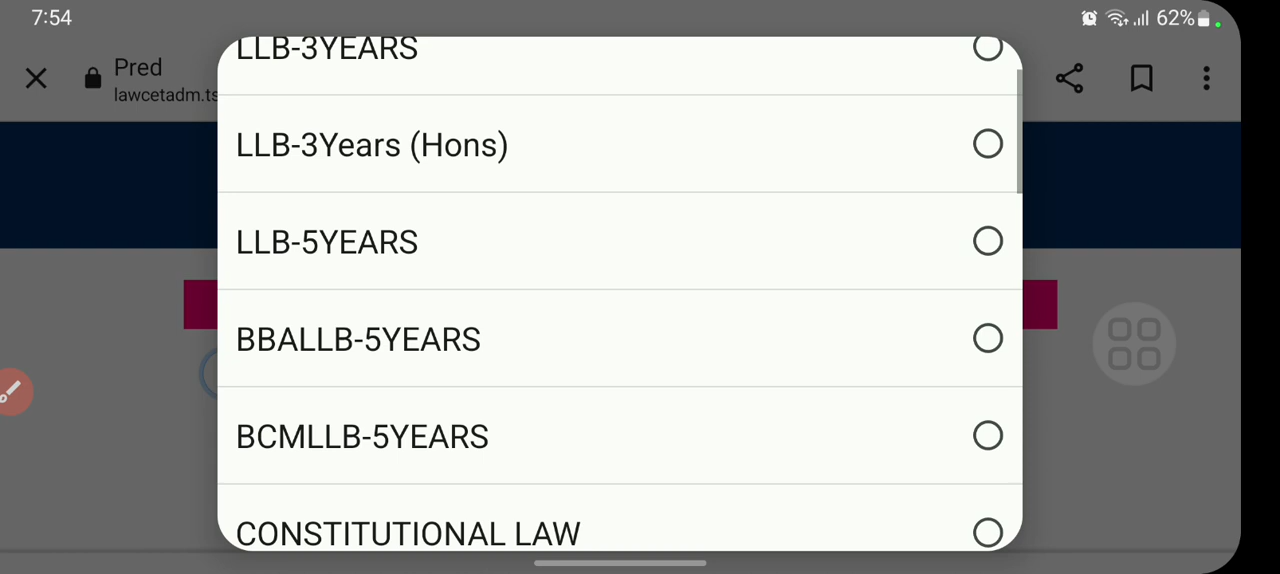 7:54
62%
Pred
lawcetadm.ts
LLB-3YEARS
LLB-3Years (Hons)
LLB-5YEARS
BBALLB-5YEARS
BCMLLB-5YEARS
CONSTITUTIONAL LAW